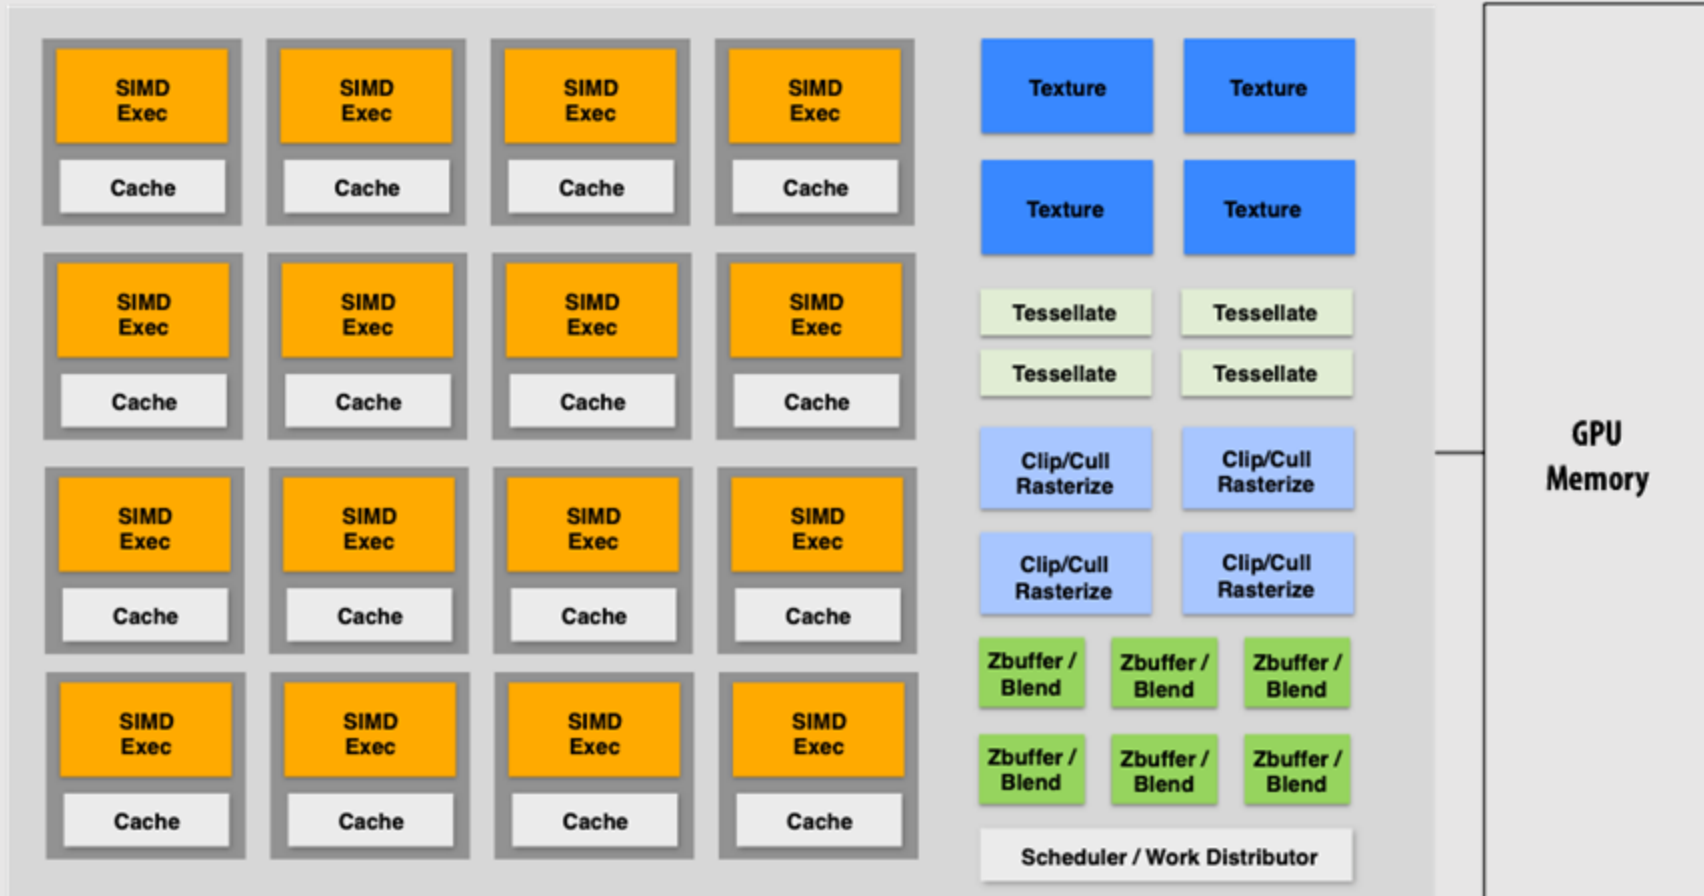 SIMD
Exec
Cache
SIMD
Exec
Cache
SIMD
Exec
Cache
SIMD
Exec
Cache
SIMD
Exec
Cache
SIMD
Exec
Cache
SIMD
Exec
Cache
SIMD
Exec
Cache
SIMD
Exec
Cache
SIMD
Exec
Cache
SIMD
Exec
Cache
SIMD
Exec
Cache
SIMD
Exec
Cache
SIMD
Exec
Cache
SIMD
Exec
Cache
SIMD
Exec
Cache
Texture
Texture
Texture
Texture
Tessellate
Tessellate
Tessellate
Tessellate
Clip/Cull
Rasterize
Clip/Cull
Rasterize
Clip/Cull
Rasterize
Clip/Cull
Rasterize
Zbuffer /
Blend
Zbuffer /
Blend
Zbuffer /
Blend
Zbuffer /
Blend
Zbuffer /
Blend
Zbuffer /
Blend
Scheduler / Work Distributor
GPU
Memory